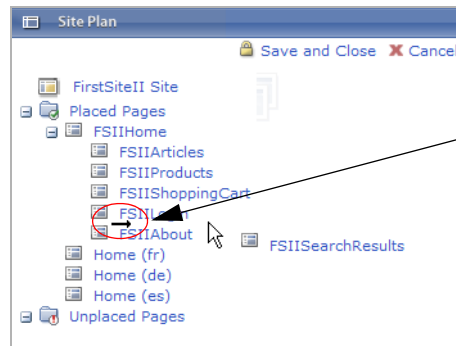 Site Plan
Save and Close Cancel
FirstSiteII Site
Placed Pages
FSIIHome
FSIIArticles
FSIIProducts
FSIIShoppingCart
FSIILogin
FSIIAbout
FSIISearchResults
Home (fr)
Home (de)
Home (es)
Unplaced Pages